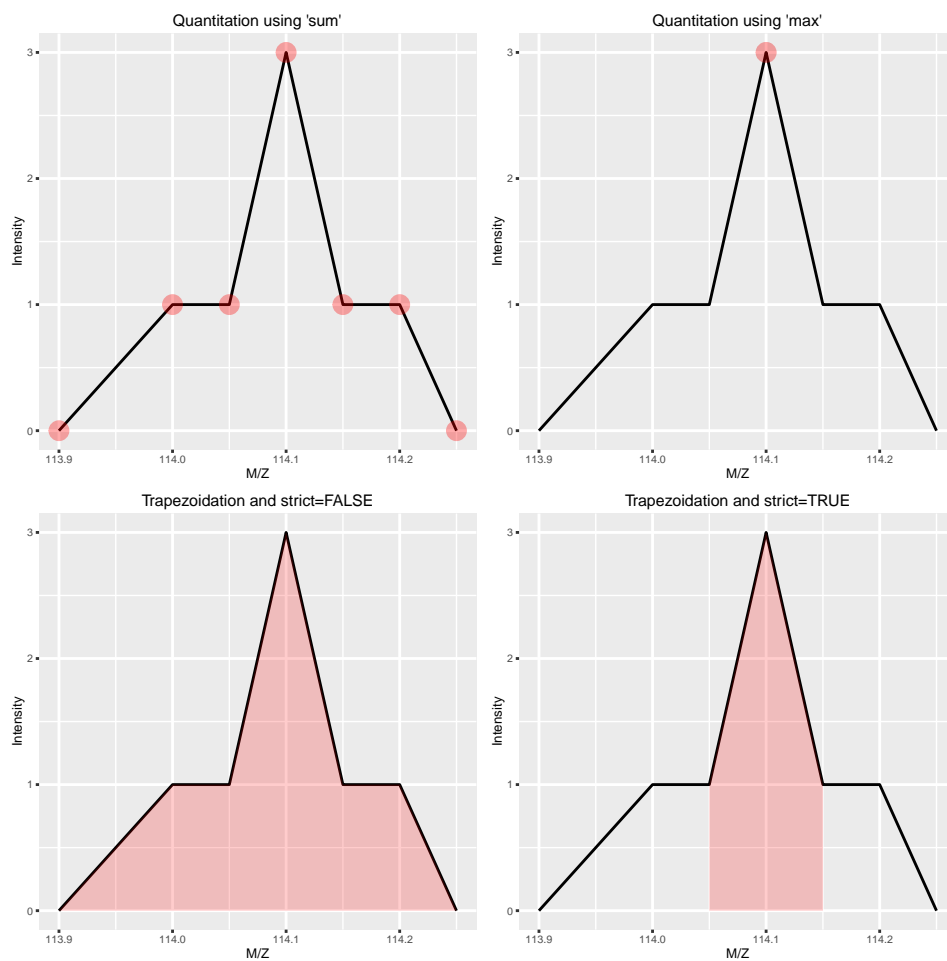 Quantitation using 'sum'
3
2
1
0
Intensity
113.9 114.0 114.1 114.2
M/Z
Quantitation using 'max'
3
2
1
0
Intensity
113.9 114.0 114.1 114.2
M/Z
Trapezoidation and strict=FALSE
3
2
1
0
Intensity
113.9 114.0 114.1 114.2
M/Z
Trapezoidation and strict=TRUE
3
2
1
0
Intensity
113.9 114.0 114.1 114.2
M/Z